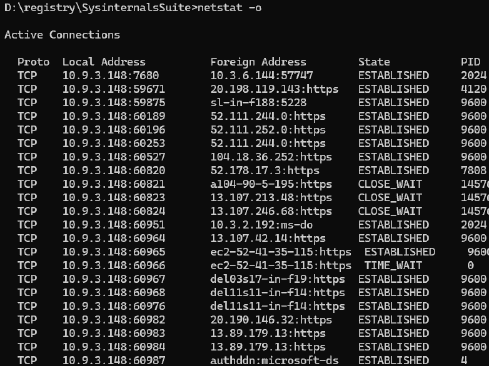 D:\registry\SysinternalsSuite>netstat -o
Active Connections
Proto Local Address Foreign Address State PID
TCP 10.9.3.148:7680 10.3.6.144:57747 ESTABLISHED 2024
TCP 10.9.3.148:59671 20.198.119.143:https ESTABLISHED 4120
TCP 10.9.3.148:59875 sl-in-f188:5228 ESTABLISHED 9600
TCP 10.9.3.148:60189 52.111.244.0:https ESTABLISHED 9600
TCP 10.9.3.148:60196 52.111.252.0:https ESTABLISHED 9600
TCP 10.9.3.148:60253 52.111.244.0:https ESTABLISHED 9600
TCP 10.9.3.148:60527 104.18.36.252:https ESTABLISHED 9600
TCP 10.9.3.148:60820 52.178.17.3:https ESTABLISHED 7808
TCP 10.9.3.148:60821 a104-90-5-195:https CLOSE_WAIT
TCP 10.9.3.148:60823 13.107.213.48:https CLOSE_WAIT
TCP 10.9.3.148:60824 13.107.246.68:https CLOSE_WAIT
TCP 10.9.3.148:60951 10.3.2.192:ms-do ESTABLISHED 2024
TCP 10.9.3.148:60964 13.107.42.14:https ESTABLISHED 9600
TCP 10.9.3.148:60965 ec2-52-41-35-115:https ESTABLISHED 9600
TCP 10.9.3.148:60966 ec2-52-41-35-115:https TIME_WAIT 0
TCP 10.9.3.148:60967 del03s17-in-f19:https ESTABLISHED 9600
TCP 10.9.3.148:60968 del11s11-in-f14:https ESTABLISHED 9600
TCP 10.9.3.148:60976 del11s11-in-f14:https ESTABLISHED 9600
TCP 10.9.3.148:60982 20.190.146.32:https ESTABLISHED 9600
TCP 10.9.3.148:60983 13.89.179.13:https ESTABLISHED 9600
TCP 10.9.3.148:60984 13.89.179.13:https ESTABLISHED 9600
TCP 10.9.3.148:60987 authddn:microsoft-ds ESTABLISHED 4